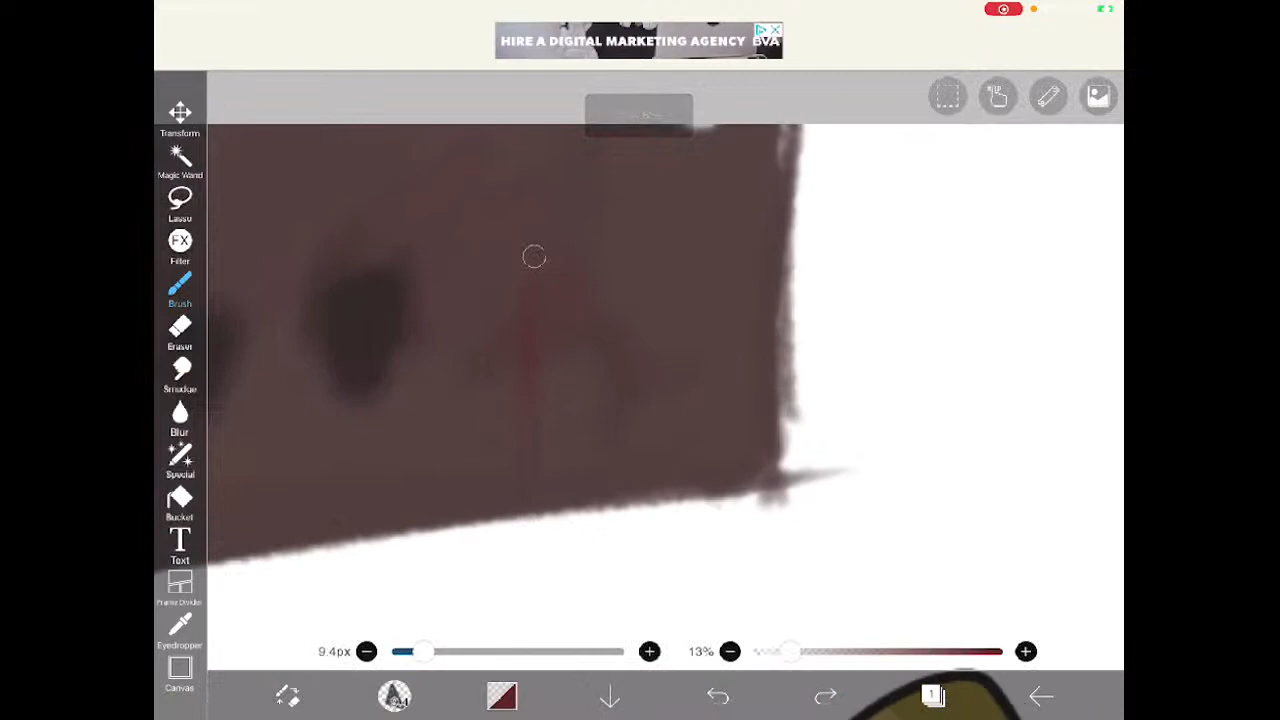 HIRE A DIGITAL MARKETING AGENCY BVA
Transform
Magic Wand
Lasso
FX
Filter
Brush
Eraser
Smudge
Blur
Special
Bucket
T
Text
Frame Divider
Eyedropper
Canvas
9.4px
13%
1